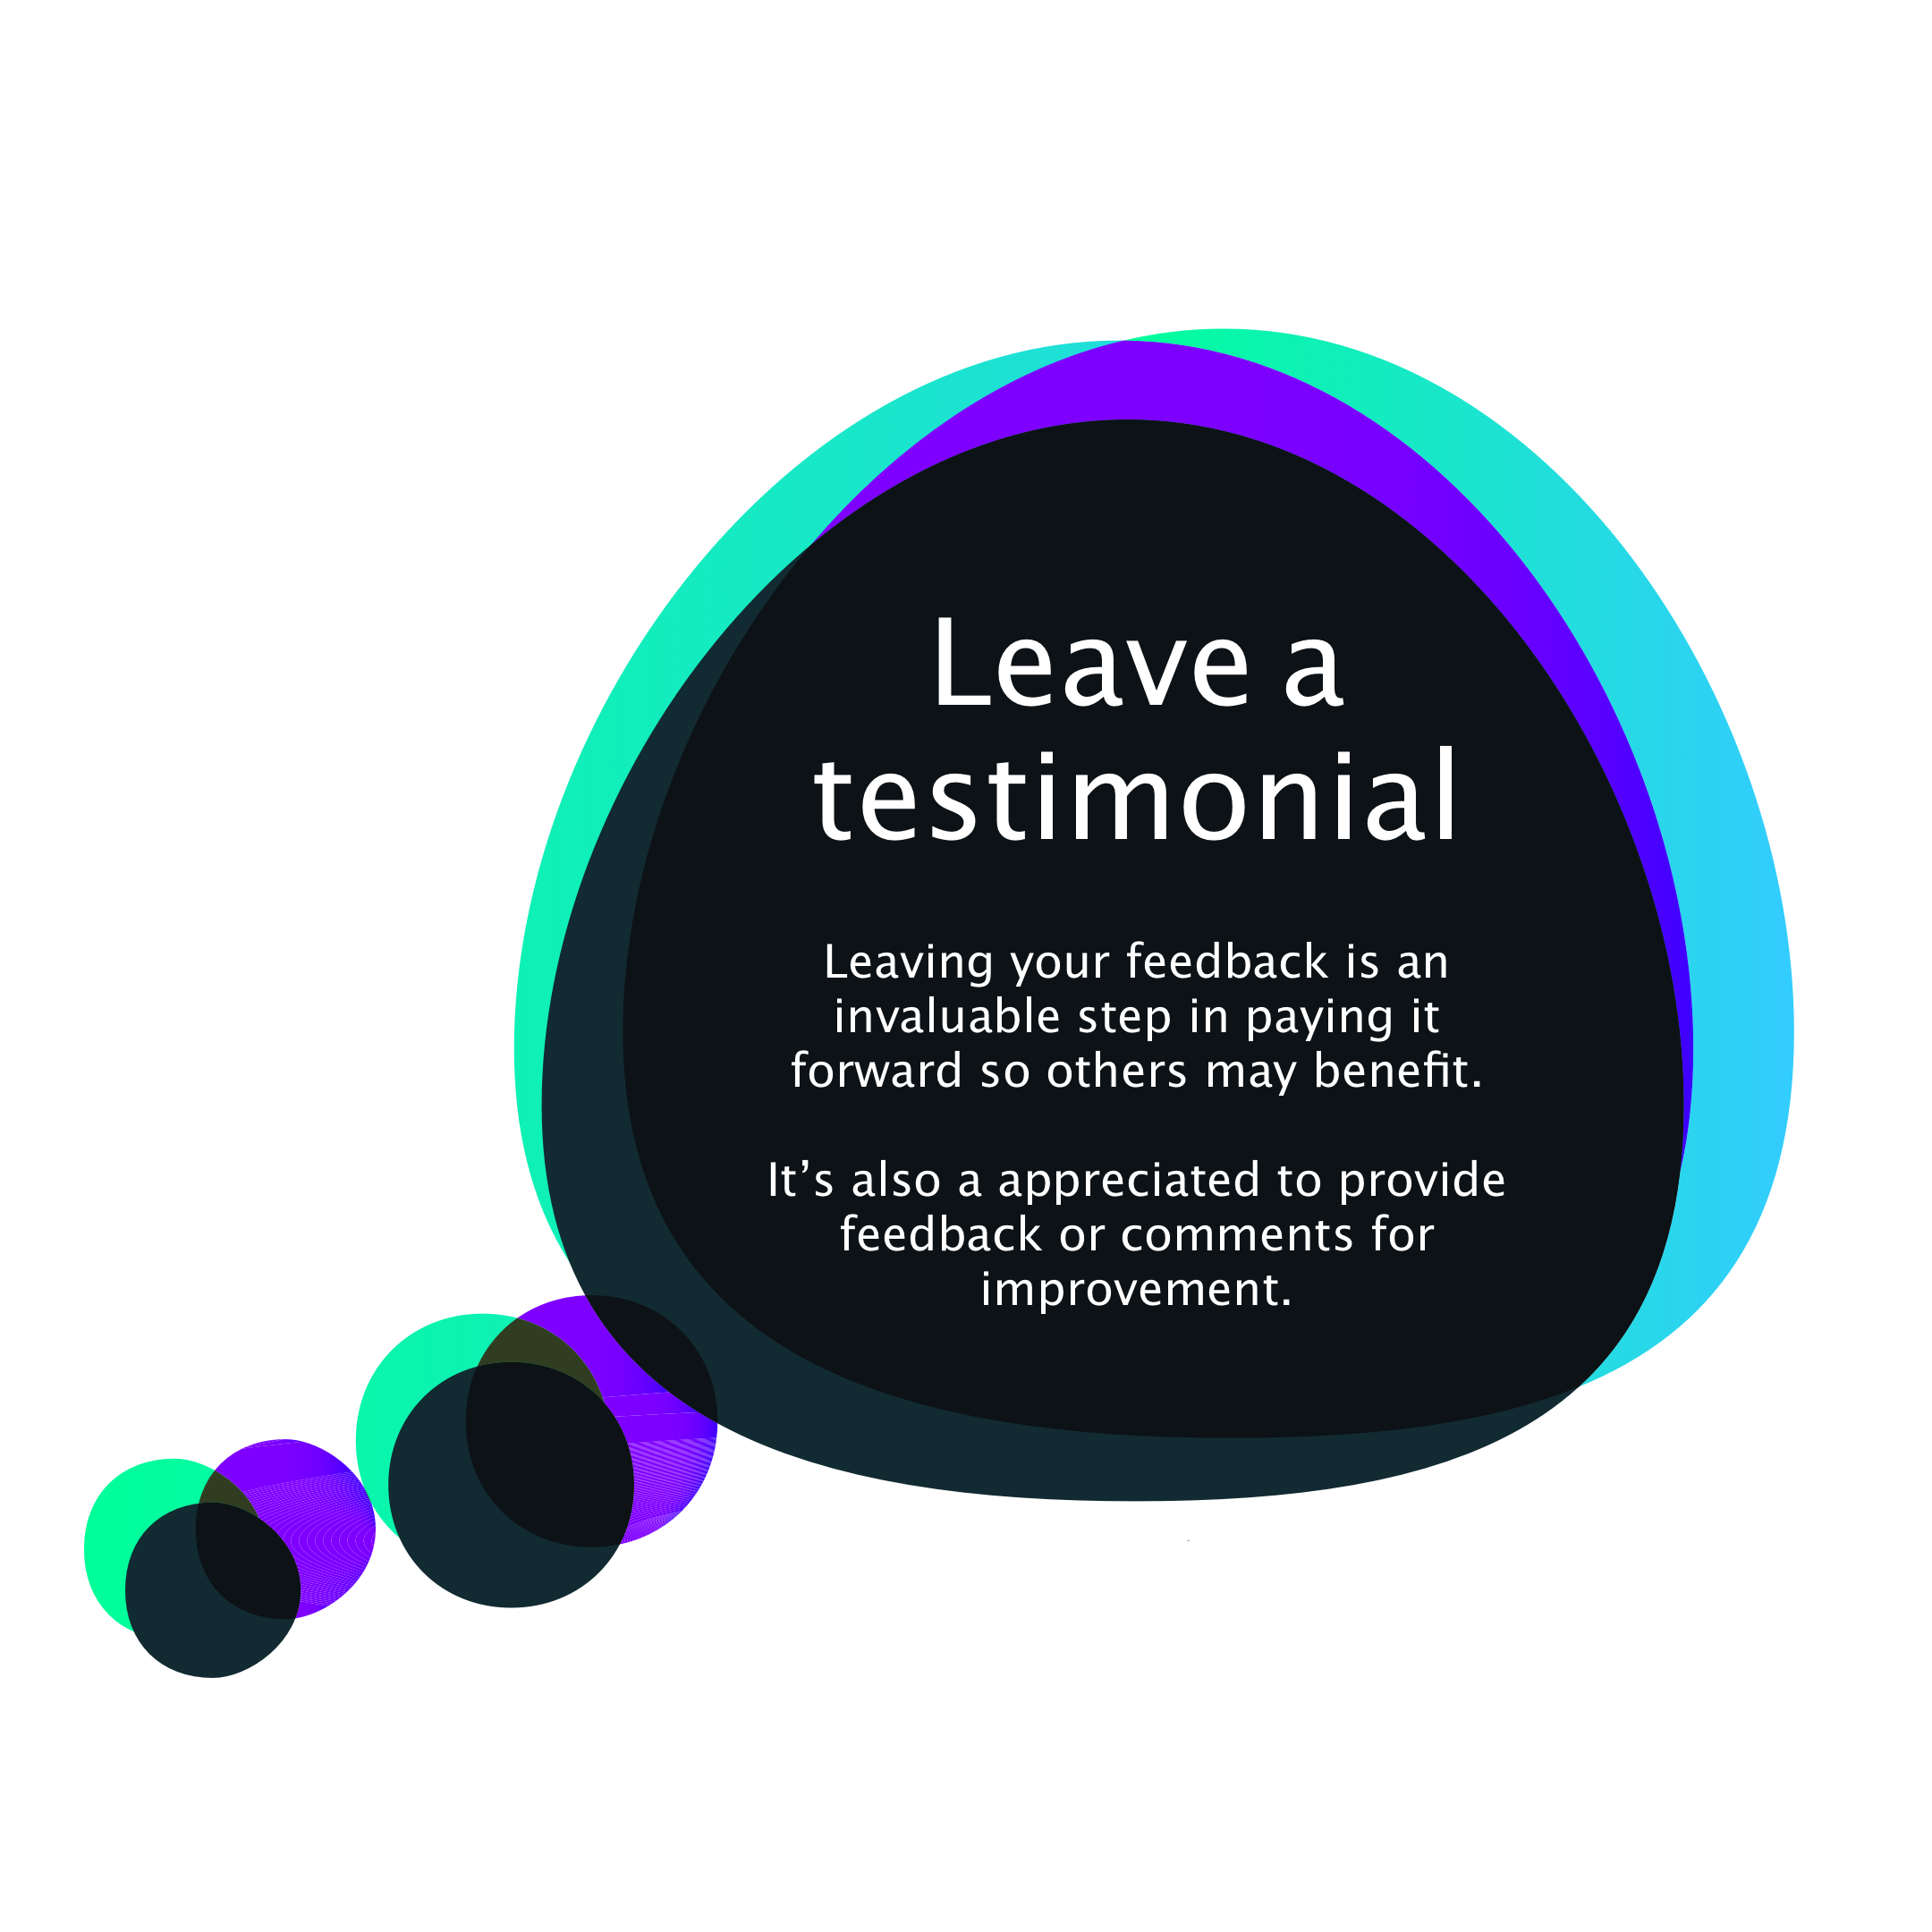 Leave a
testimonial
Leaving your feedback is an
invaluable step in paying it
forward so others may benefit.
It’s also a appreciated to provide
feedback or comments for
improvement.